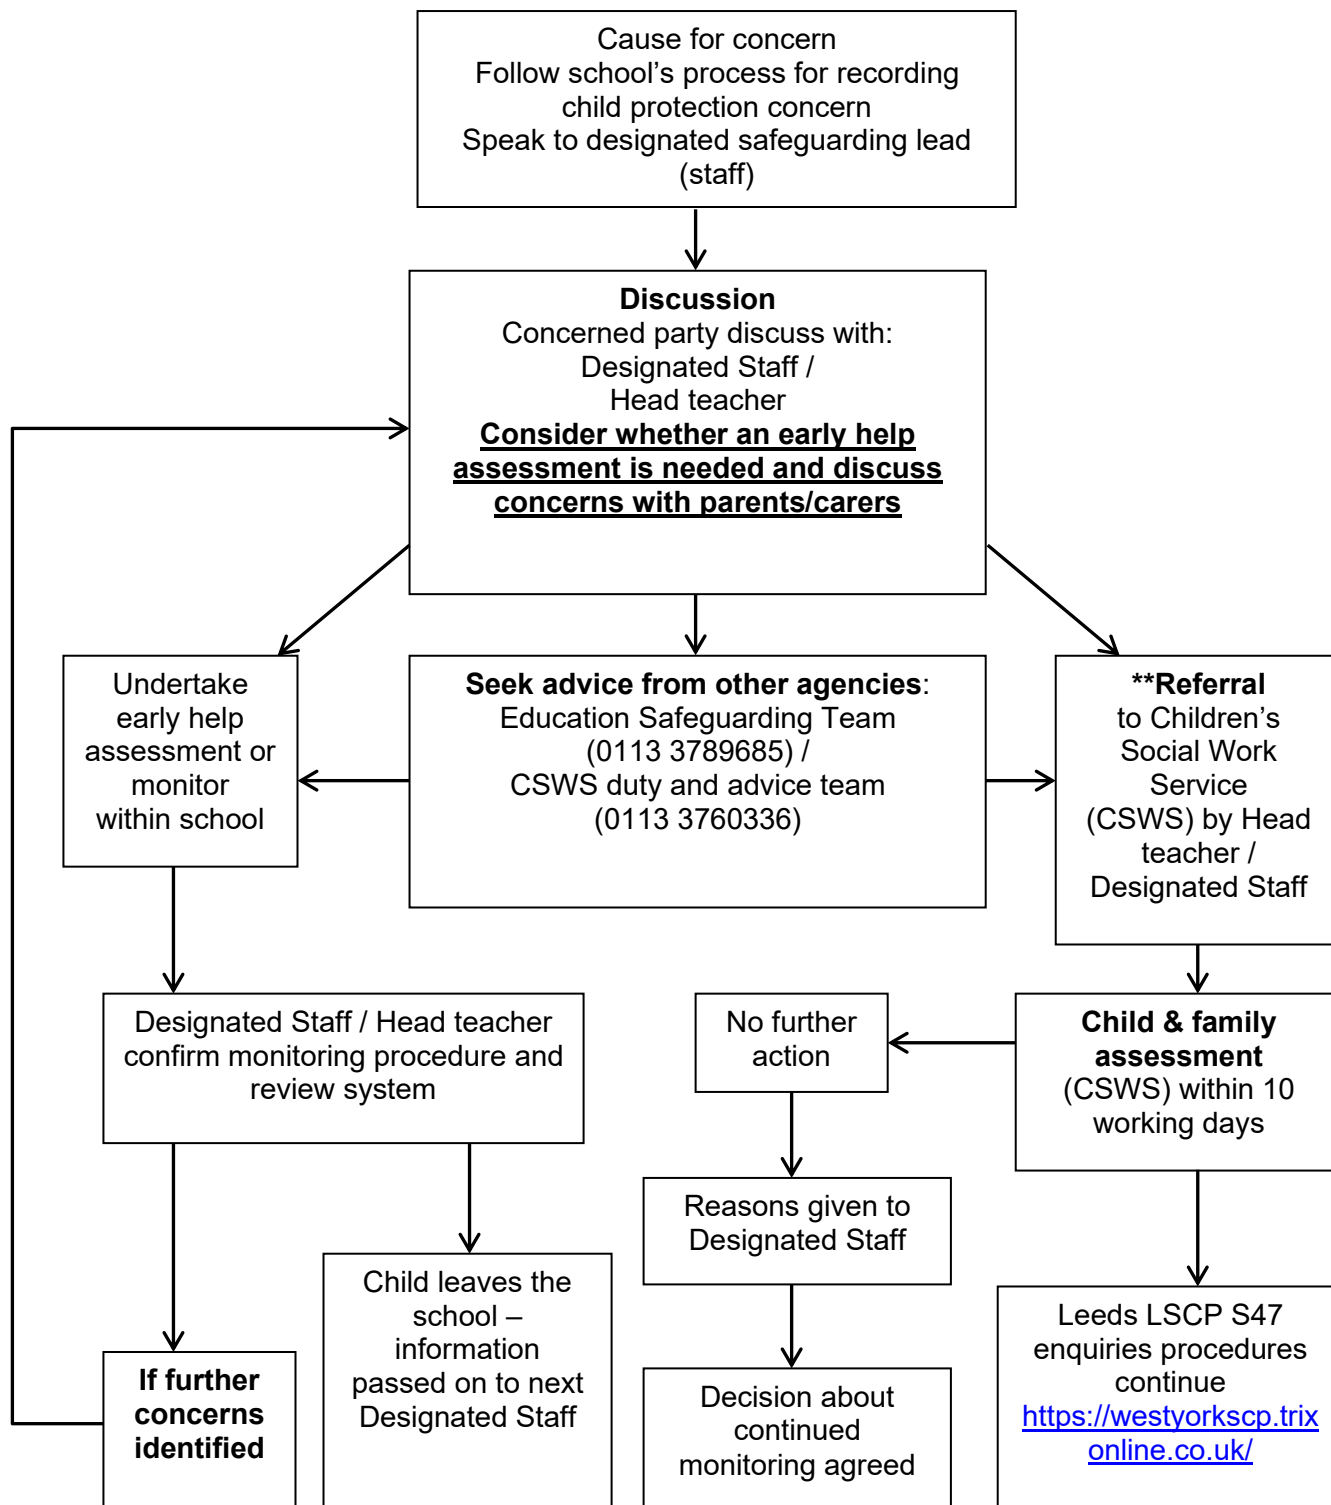 Cause for concern
Follow school’s process for recording
child protection concern
Speak to designated safeguarding lead
(staff)
Discussion
Concerned party discuss with:
Designated Staff /
Head teacher
Consider whether an early help
assessment is needed and discuss
concerns with parents/carers
Undertake
early help
assessment or
monitor
within school
Seek advice from other agencies:
Education Safeguarding Team
(0113 3789685) /
CSWS duty and advice team
(0113 3760336)
**Referral
to Children’s
Social Work
Service
(CSWS) by Head
teacher /
Designated Staff
Designated Staff / Head teacher
confirm monitoring procedure and
review system
No further
action
Child & family
assessment
(CSWS) within 10
working days
Reasons given to
Designated Staff
Child leaves the
school –
information
passed on to next
Designated Staff
Leeds LSCP S47
enquiries procedures
continue
https://westyorkscp.trix
online.co.uk/
If further
concerns
identified
Decision about
continued
monitoring agreed